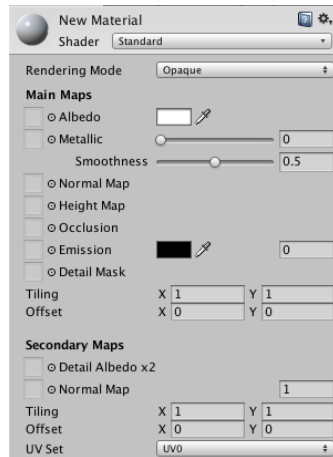 New Material
Shader Standard
Rendering Mode Opaque
Main Maps
Albedo
Metallic 0
Smoothness 0.5
Normal Map
Height Map
Occlusion
Emission 0
Detail Mask
Tiling X 1 Y 1
Offset X 0 Y 0
Secondary Maps
Detail Albedo x2
Normal Map 1
Tiling X 1 Y 1
Offset X 0 Y 0
UV Set UV0